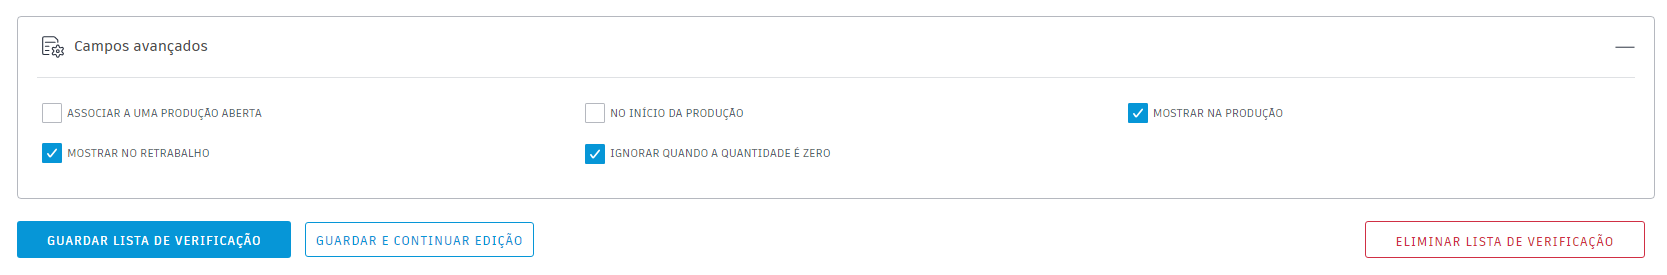 Campos avançados
ASSOCIAR A UMA PRODUÇÃO ABERTA
NO INÍCIO DA PRODUÇÃO
MOSTRAR NA PRODUÇÃO
MOSTRAR NO RETRABALHO
IGNORAR QUANDO A QUANTIDADE É ZERO
GUARDAR LISTA DE VERIFICAÇÃO
GUARDAR E CONTINUAR EDIÇÃO
ELIMINAR LISTA DE VERIFICAÇÃO